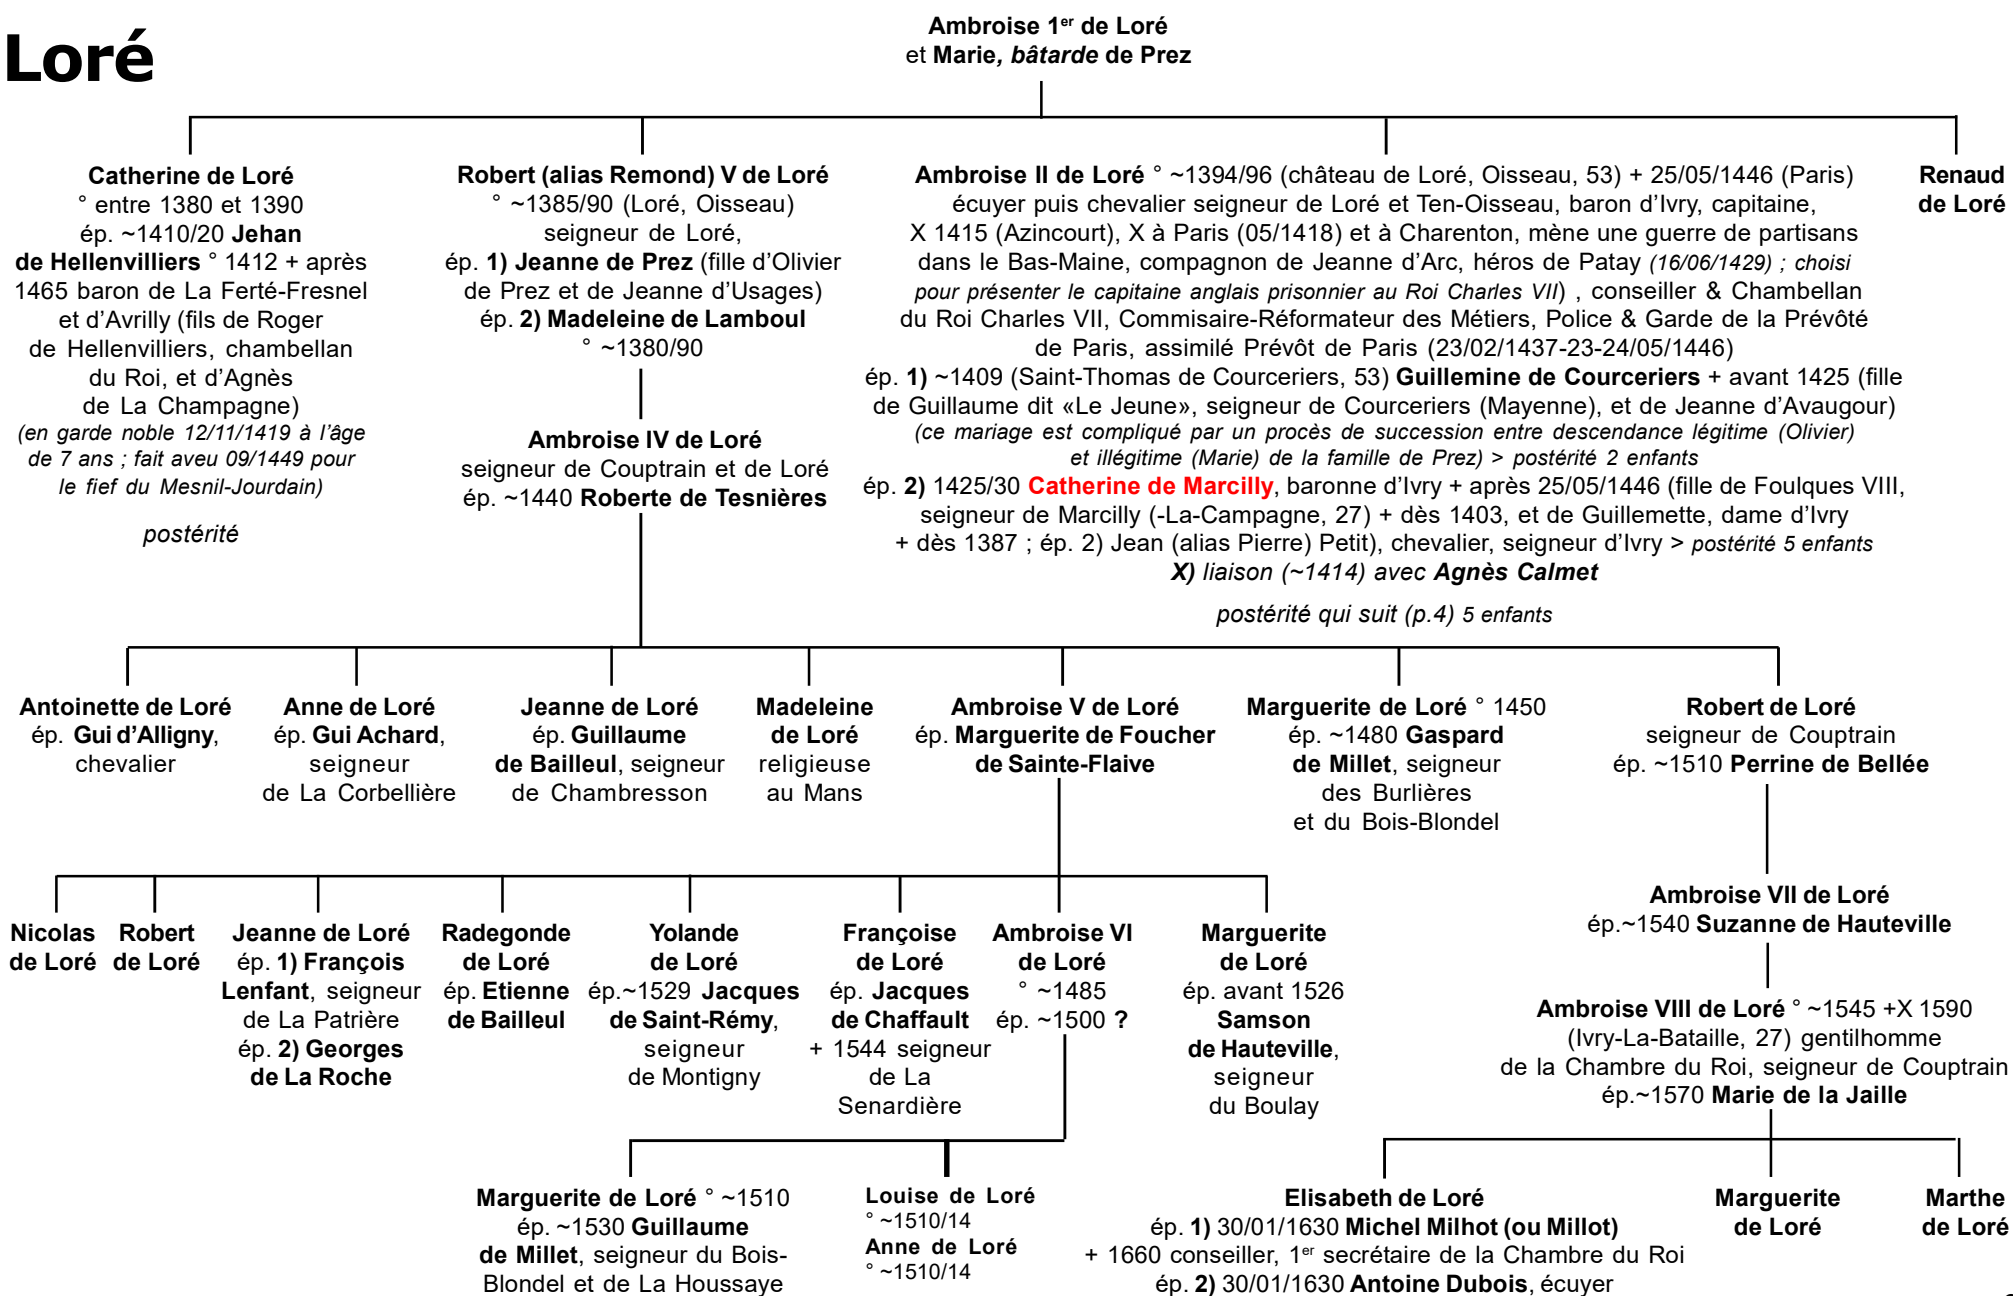 Loré
Ambroise 1er de Loré
et Marie, bâtarde de Prez
Catherine de Loré
° entre 1380 et 1390
ép. ~1410/20 Jehan
de Hellenvilliers ° 1412 + après
1465 baron de La Ferté-Fresnel
et d’Avrilly (fils de Roger
de Hellenvilliers, chambellan
du Roi, et d’Agnès
de La Champagne)
(en garde noble 12/11/1419 à l’âge
de 7 ans ; fait aveu 09/1449 pour
le fief du Mesnil-Jourdain)
postérité
Robert (alias Remond) V de Loré
° ~1385/90 (Loré, Oisseau)
seigneur de Loré,
ép. 1) Jeanne de Prez (fille d’Olivier
de Prez et de Jeanne d’Usages)
ép. 2) Madeleine de Lamboul
° ~1380/90
Ambroise II de Loré ° ~1394/96 (château de Loré, Oisseau, 53) + 25/05/1446 (Paris)
écuyer puis chevalier seigneur de Loré et Ten-Oisseau, baron d’Ivry, capitaine,
X 1415 (Azincourt), X à Paris (05/1418) et à Charenton, mène une guerre de partisans
dans le Bas-Maine, compagnon de Jeanne d’Arc, héros de Patay (16/06/1429) ; choisi
pour présenter le capitaine anglais prisonnier au Roi Charles VII) , conseiller & Chambellan
du Roi Charles VII, Commisaire-Réformateur des Métiers, Police & Garde de la Prévôté
de Paris, assimilé Prévôt de Paris (23/02/1437-23-24/05/1446)
ép. 1) ~1409 (Saint-Thomas de Courceriers, 53) Guillemine de Courceriers + avant 1425 (fille
de Guillaume dit «Le Jeune», seigneur de Courceriers (Mayenne), et de Jeanne d’Avaugour)
(ce mariage est compliqué par un procès de succession entre descendance légitime (Olivier)
et illégitime (Marie) de la famille de Prez) > postérité 2 enfants
ép. 2) 1425/30 Catherine de Marcilly, baronne d’Ivry + après 25/05/1446 (fille de Foulques VIII,
seigneur de Marcilly (-La-Campagne, 27) + dès 1403, et de Guillemette, dame d’Ivry
+ dès 1387 ; ép. 2) Jean (alias Pierre) Petit), chevalier, seigneur d’Ivry > postérité 5 enfants
X) liaison (~1414) avec Agnès Calmet
postérité qui suit (p.4) 5 enfants
Renaud
de Loré
Ambroise IV de Loré
seigneur de Couptrain et de Loré
ép. ~1440 Roberte de Tesnières
Antoinette de Loré
ép. Gui d’Alligny,
chevalier
Anne de Loré
ép. Gui Achard,
seigneur
de La Corbellière
Jeanne de Loré
ép. Guillaume
de Bailleul, seigneur
de Chambresson
Madeleine
de Loré
religieuse
au Mans
Ambroise V de Loré
ép. Marguerite de Foucher
de Sainte-Flaive
Marguerite de Loré ° 1450
ép. ~1480 Gaspard
de Millet, seigneur
des Burlières
et du Bois-Blondel
Robert de Loré
seigneur de Couptrain
ép. ~1510 Perrine de Bellée
Nicolas
de Loré
Robert
de Loré
Jeanne de Loré
ép. 1) François
Lenfant, seigneur
de La Patrière
ép. 2) Georges
de La Roche
Radegonde
de Loré
ép. Etienne
de Bailleul
Yolande
de Loré
ép.~1529 Jacques
de Saint-Rémy,
seigneur
de Montigny
Françoise
de Loré
ép. Jacques
de Chaffault
+ 1544 seigneur
de La
Senardière
Ambroise VI
de Loré
° ~1485
ép. ~1500 ?
Marguerite
de Loré
ép. avant 1526
Samson
de Hauteville,
seigneur
du Boulay
Ambroise VII de Loré
ép.~1540 Suzanne de Hauteville
Ambroise VIII de Loré ° ~1545 +X 1590
(Ivry-La-Bataille, 27) gentilhomme
de la Chambre du Roi, seigneur de Couptrain
ép.~1570 Marie de la Jaille
Marguerite de Loré ° ~1510
ép. ~1530 Guillaume
de Millet, seigneur du Bois-
Blondel et de La Houssaye
Louise de Loré
° ~1510/14
Anne de Loré
° ~1510/14
Elisabeth de Loré
ép. 1) 30/01/1630 Michel Milhot (ou Millot)
+ 1660 conseiller, 1er secrétaire de la Chambre du Roi
ép. 2) 30/01/1630 Antoine Dubois, écuyer
Marguerite
de Loré
Marthe
de Loré